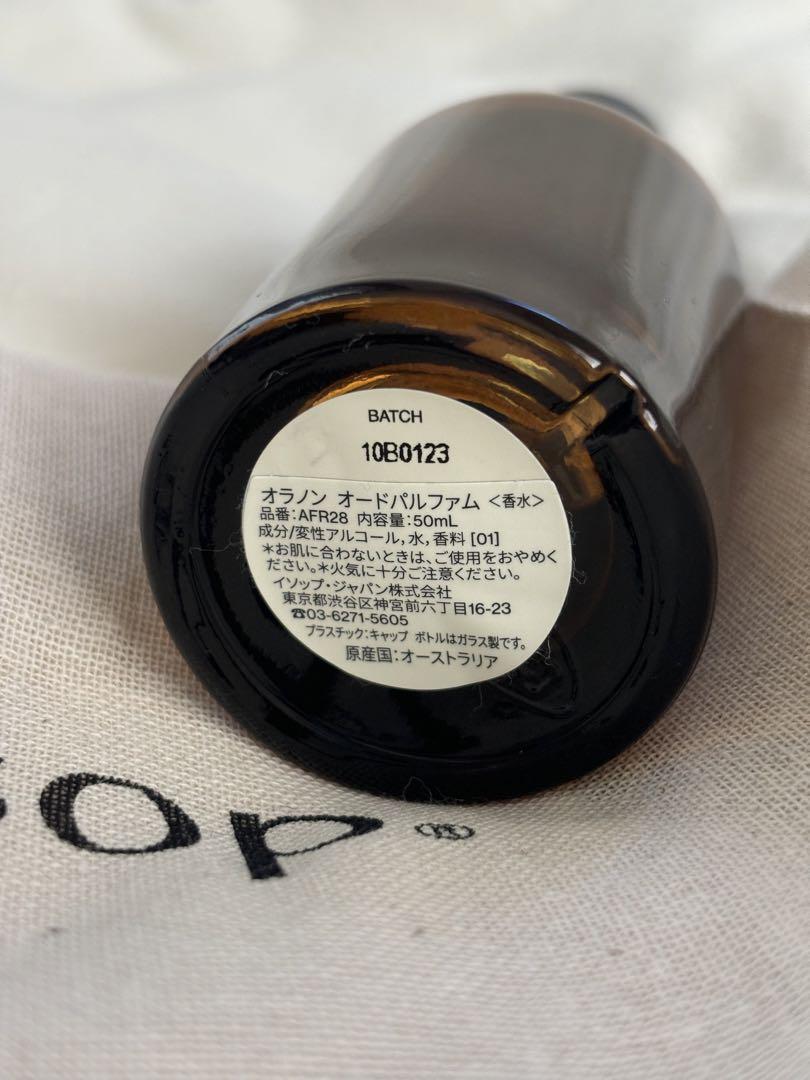 BATCH
10B0123
オラノン オードパルファム <香水>
品番:AFR28 内容量:50mL
成分/変性アルコール,水,香料 [01]
*お肌に合わないときは、ご使用をおやめく
ださい。*火気に十分ご注意ください。
イソップ・ジャパン株式会社
東京都渋谷区神宮前六丁目16-23
☎03-6271-5605
プラスチック:キャップ ボトルはガラス製です。
原産国:オーストラリア
op®